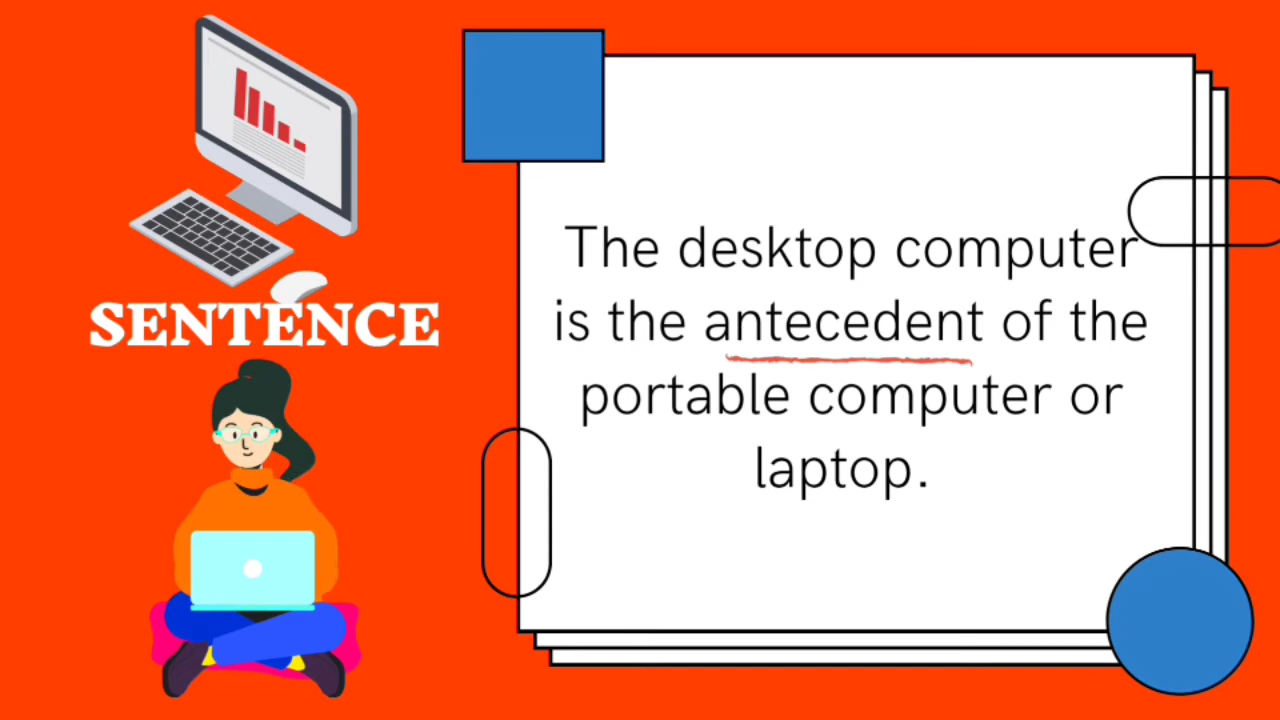 SENTENCE
The desktop computer
is the antecedent of the
portable computer or
laptop.